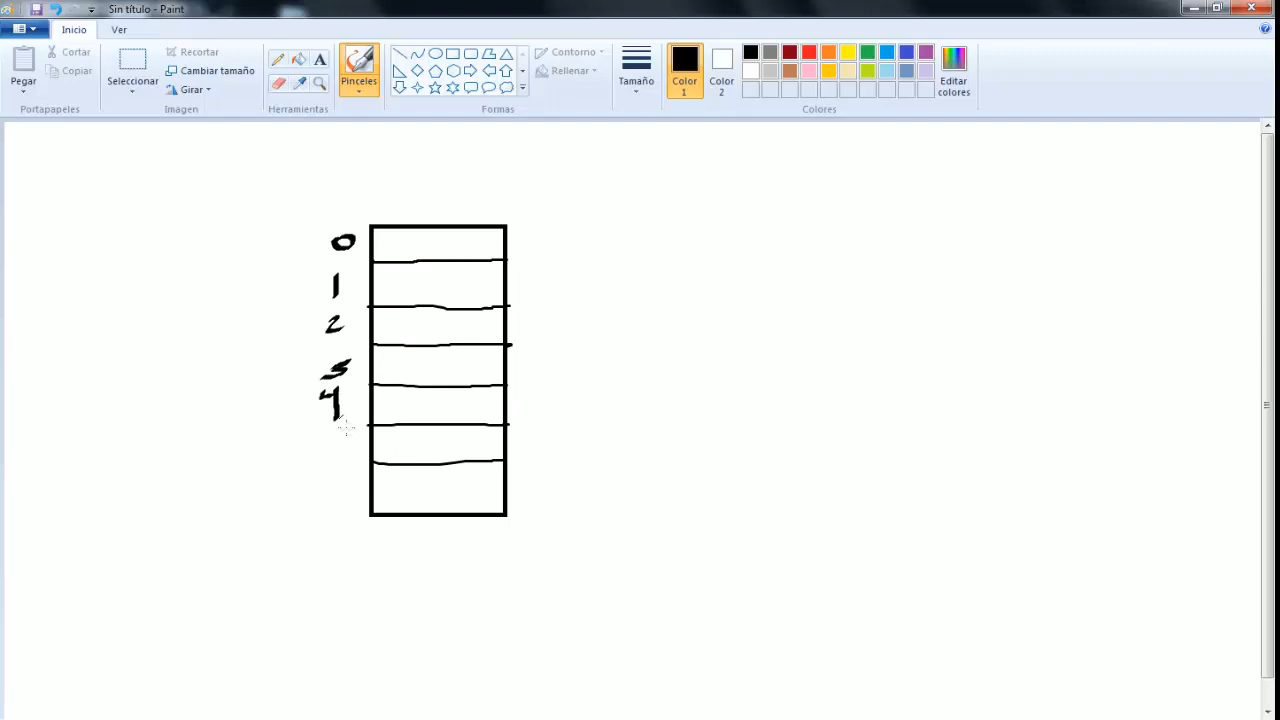 Sin título - Paint
Inicio Ver
Pegar
Cortar
Copiar
Portapapeles
Seleccionar
Recortar
Cambiar tamaño
Girar
Imagen
A
Herramientas
Pinceles
Contorno
Rellenar
Formas
Tamaño
Color 1
Color 2
Editar colores
Colores
0
1
2
3
4